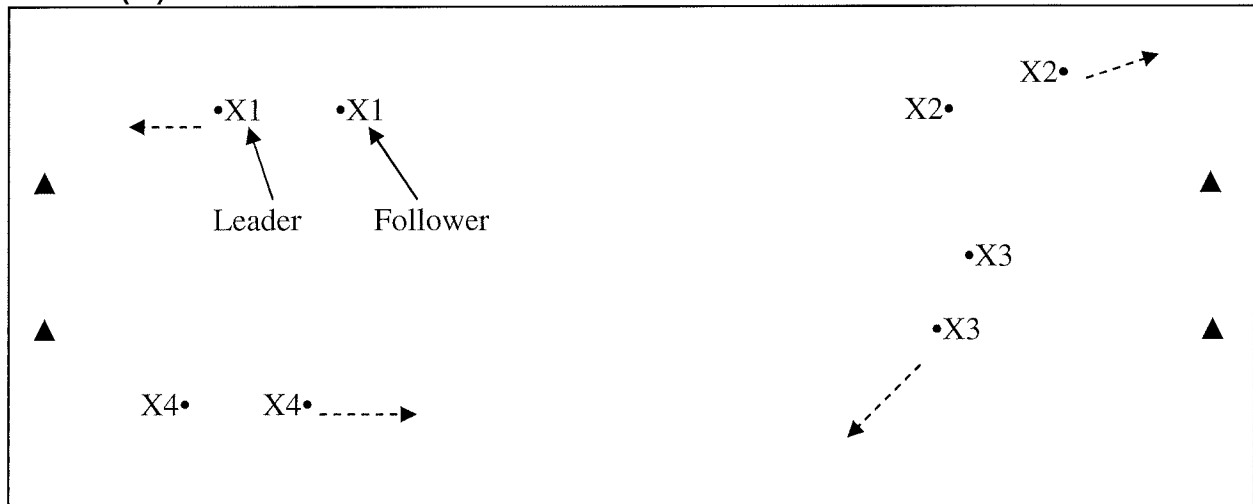 X2•
•X1 •X1 X2•
Leader Follower
•X3
•X3
X4• X4•